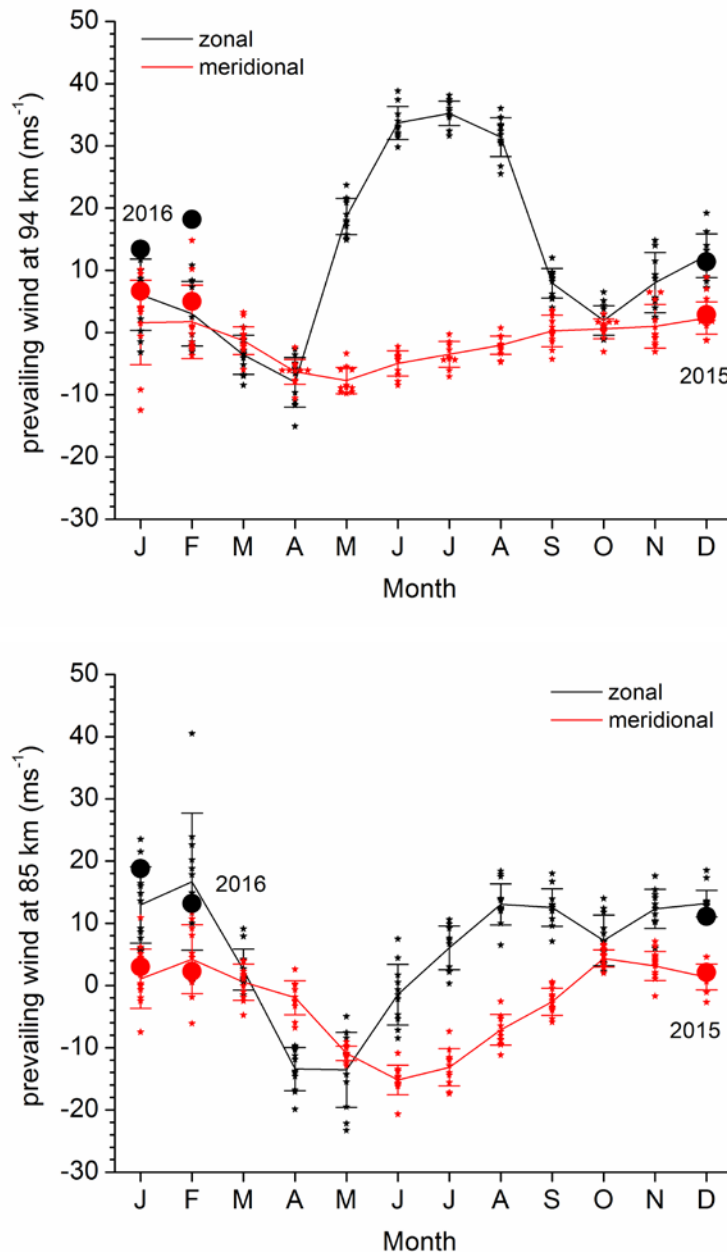 50
40
30
20
10
0
-10
-20
-30
prevailing wind at 94 km (ms-1)
zonal
meridional
2016
2015
J F M A M J J A S O N D
Month
50
40
30
20
10
0
-10
-20
-30
prevailing wind at 85 km (ms-1)
zonal
meridional
2016
2015
J F M A M J J A S O N D
Month